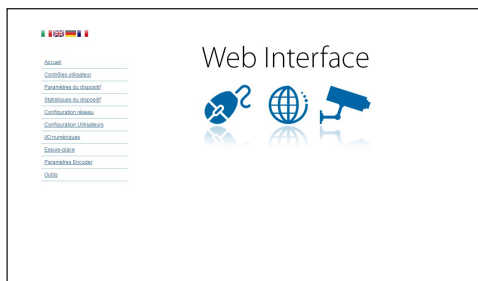 Web Interface
Accueil
Contrôles utilisateur
Paramètres du dispositif
Statistiques du dispositif
Configuration réseau
Configuration Utilisateurs
I/O numériques
Essuie-glace
Paramètres Encoder
Outils